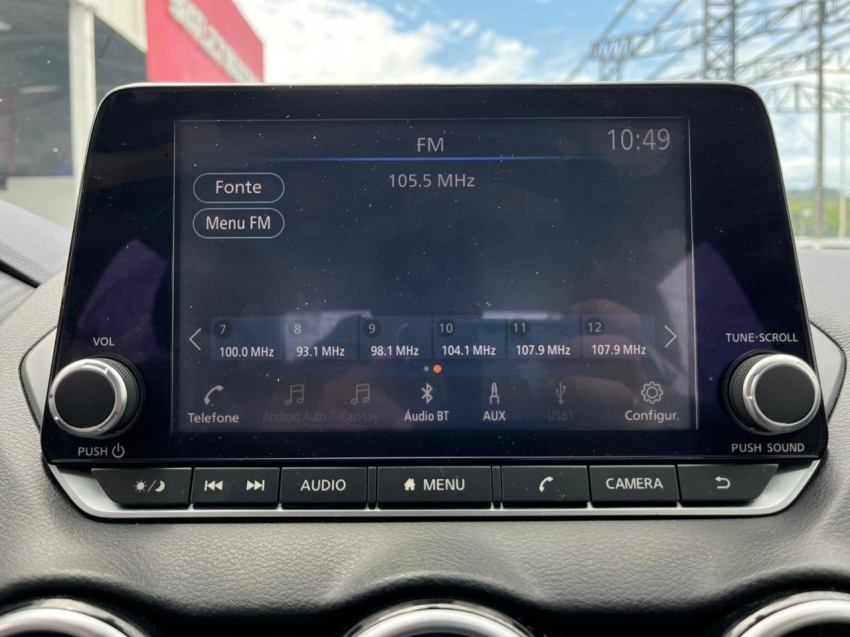 FM
10:49
Fonte
105.5 MHz
Menu FM
7 8 9 10 11 12
100.0 MHz 93.1 MHz 98.1 MHz 104.1 MHz 107.9 MHz 107.9 MHz
Telefone Android Auto CarPlay Áudio BT AUX USB1 Configur.
VOL
TUNE·SCROLL
PUSH
PUSH SOUND
AUDIO MENU CAMERA